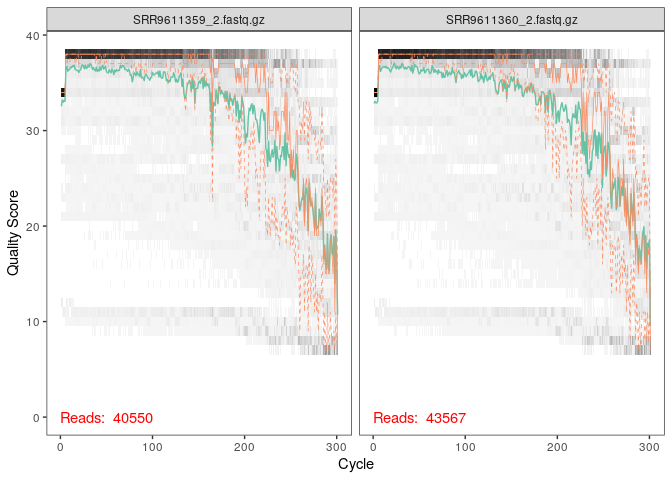 SRR9611359_2.fastq.gz SRR9611360_2.fastq.gz
Quality Score
40
30
20
10
0
Reads: 40550 Reads: 43567
0 100 200 300 0 100 200 300
Cycle